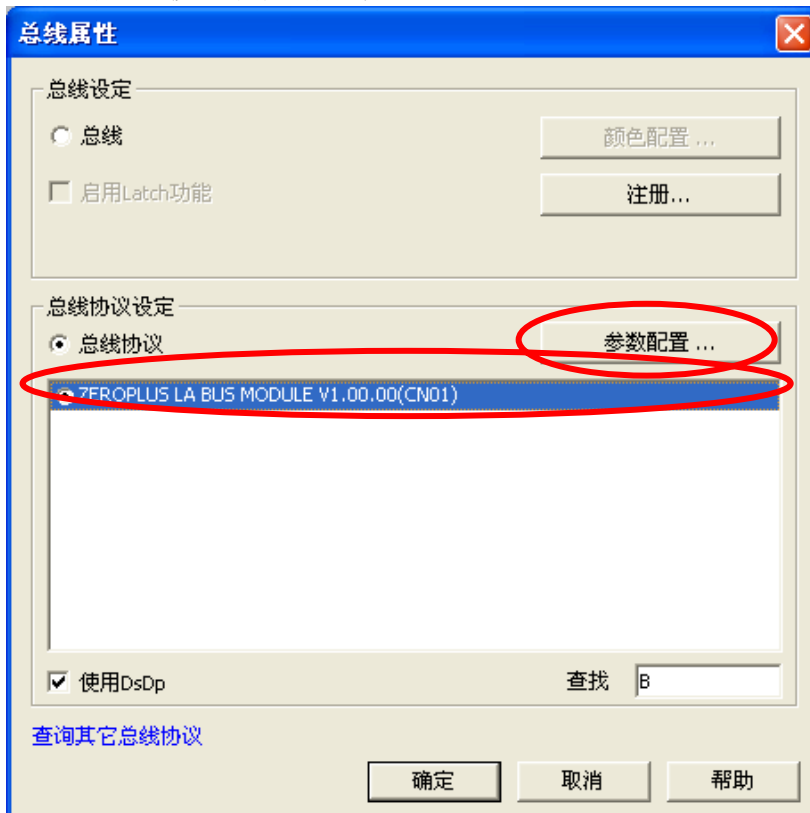 总线属性
总线设定
总线
颜色配置 ...
启用Latch功能
注册...
总线协议设定
总线协议
参数配置 ...
ZEROPLUS LA BUS MODULE V1.00.00(CN01)
使用DsDp
查找 B
查询其它总线协议
确定 取消 帮助